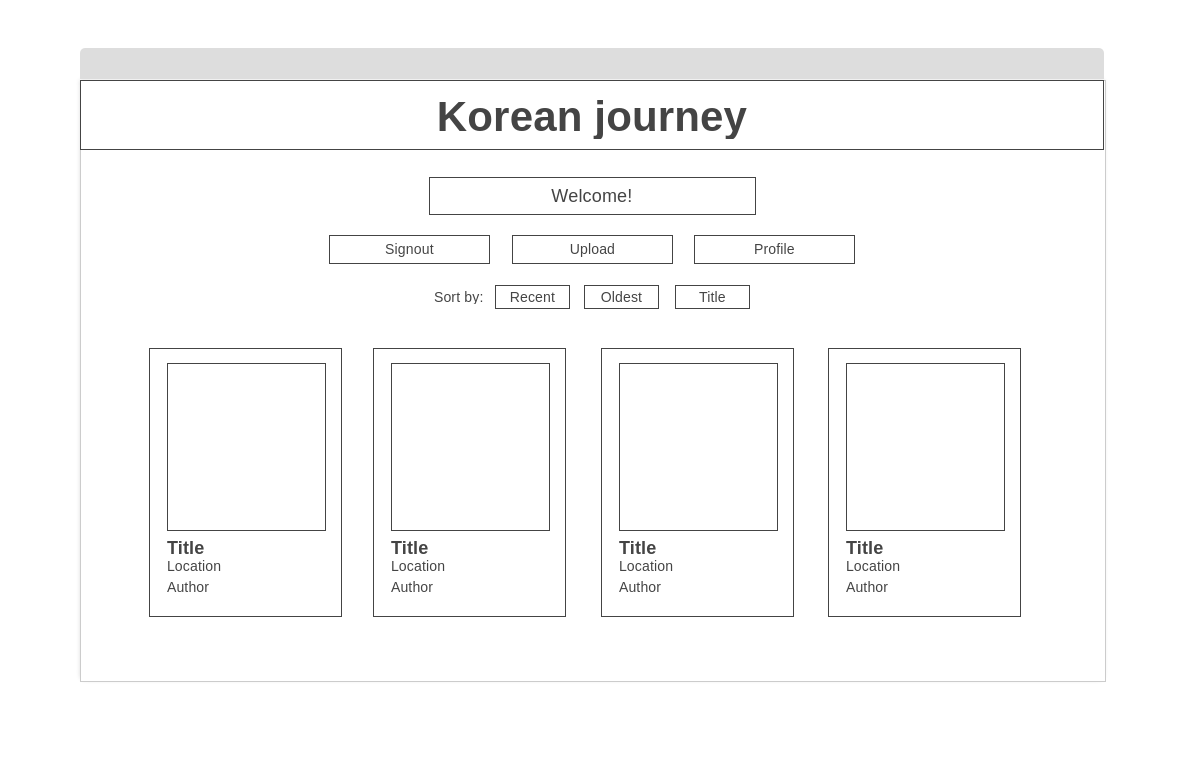 Korean journey
Welcome!
Signout Upload Profile
Sort by: Recent Oldest Title
Title Title Title Title
Location Location Location Location
Author Author Author Author